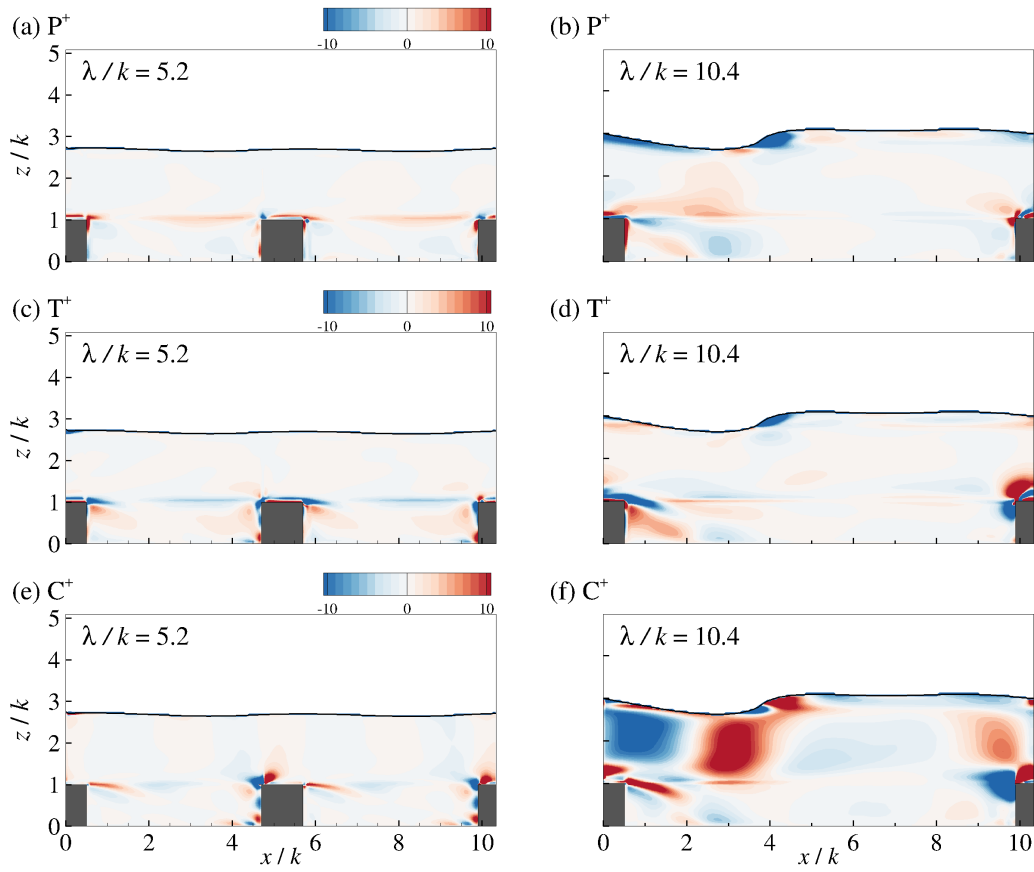 (a) P⁺
-10 0 10
(b) P⁺
5
4
3
2
1
0
z / k
λ / k = 5.2
λ / k = 10.4
(c) T⁺
-10 0 10
(d) T⁺
5
4
3
2
1
0
z / k
λ / k = 5.2
λ / k = 10.4
(e) C⁺
-10 0 10
(f) C⁺
5
4
3
2
1
0
z / k
λ / k = 5.2
λ / k = 10.4
0 2 4 6 8 10
x / k
0 2 4 6 8 10
x / k